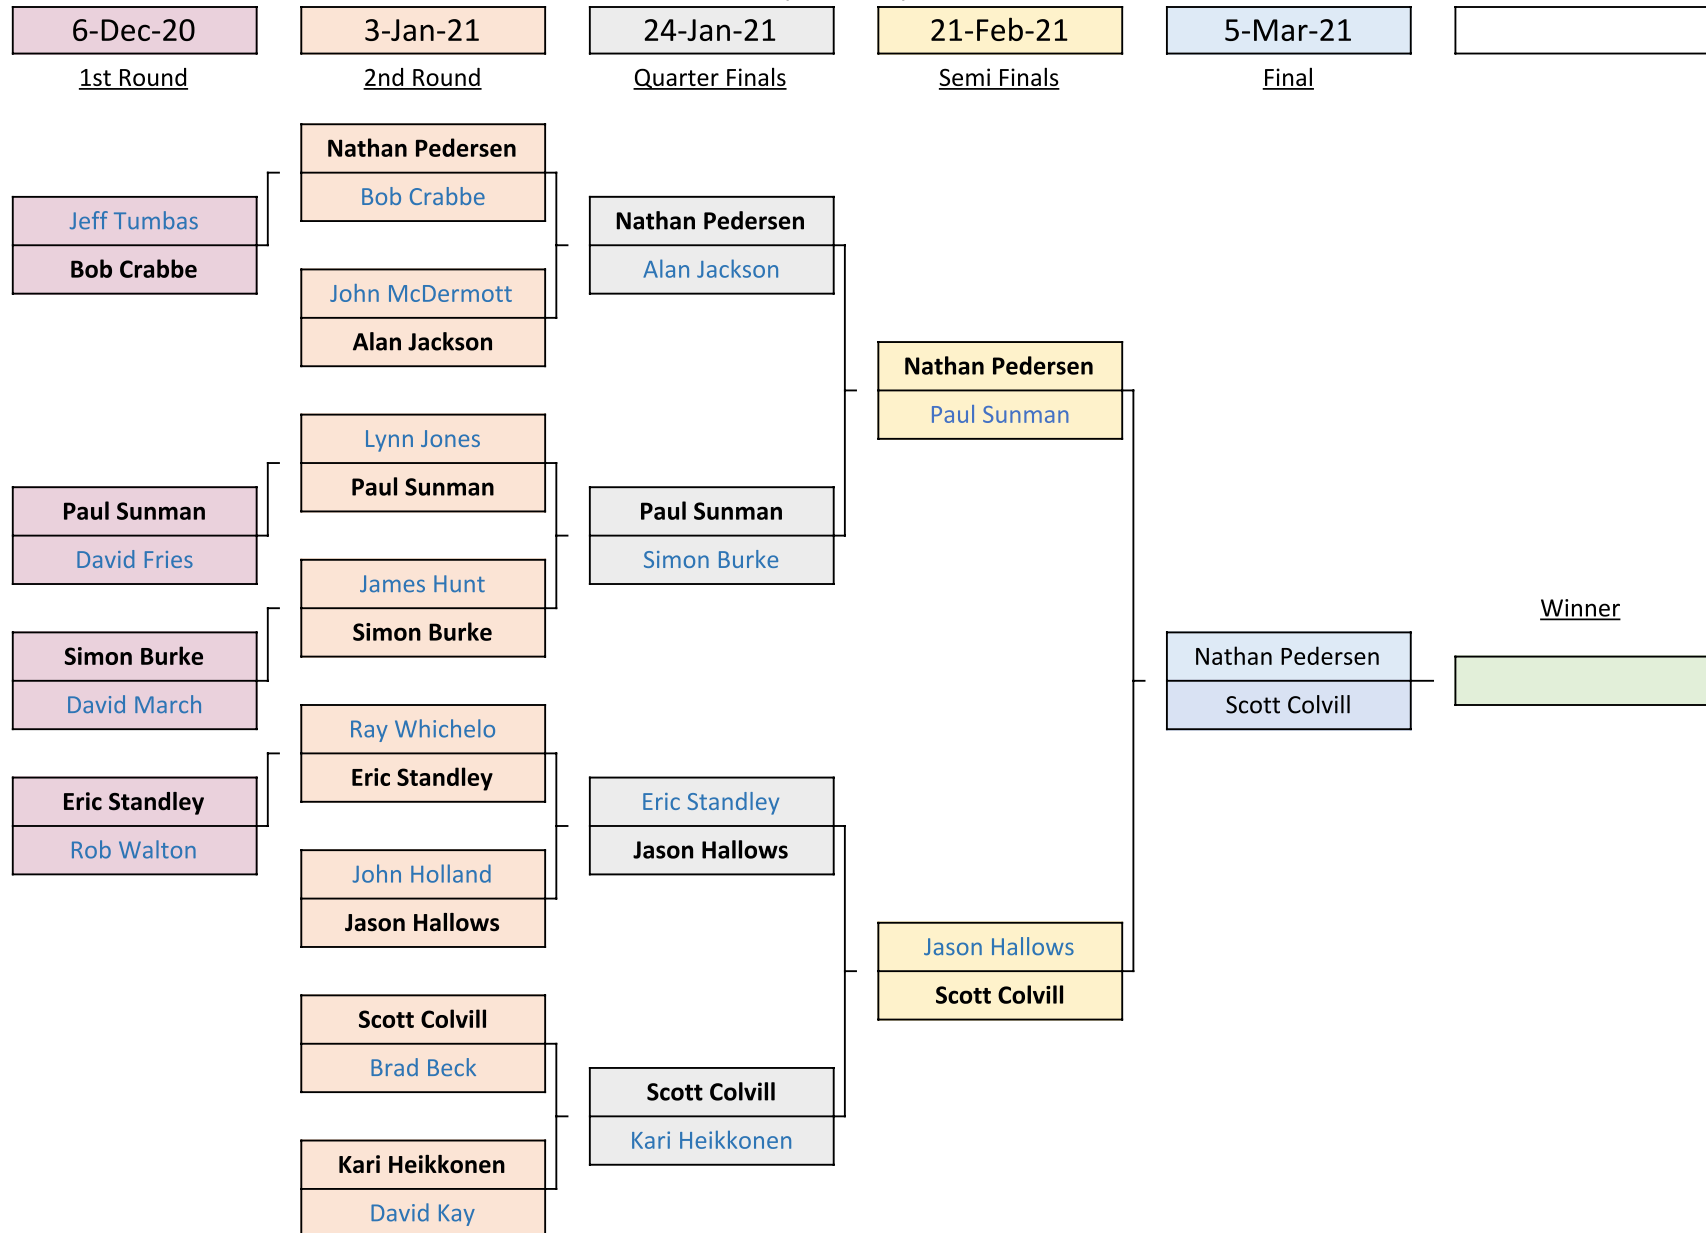 6-Dec-20
3-Jan-21
24-Jan-21
21-Feb-21
5-Mar-21
1st Round
2nd Round
Quarter Finals
Semi Finals
Final
Jeff Tumbas
Bob Crabbe
Paul Sunman
David Fries
Simon Burke
David March
Eric Standley
Rob Walton
Nathan Pedersen
Bob Crabbe
John McDermott
Alan Jackson
Lynn Jones
Paul Sunman
James Hunt
Simon Burke
Ray Whichelo
Eric Standley
John Holland
Jason Hallows
Scott Colvill
Brad Beck
Kari Heikkonen
David Kay
Nathan Pedersen
Alan Jackson
Paul Sunman
Simon Burke
Eric Standley
Jason Hallows
Scott Colvill
Kari Heikkonen
Nathan Pedersen
Paul Sunman
Jason Hallows
Scott Colvill
Nathan Pedersen
Scott Colvill
Winner